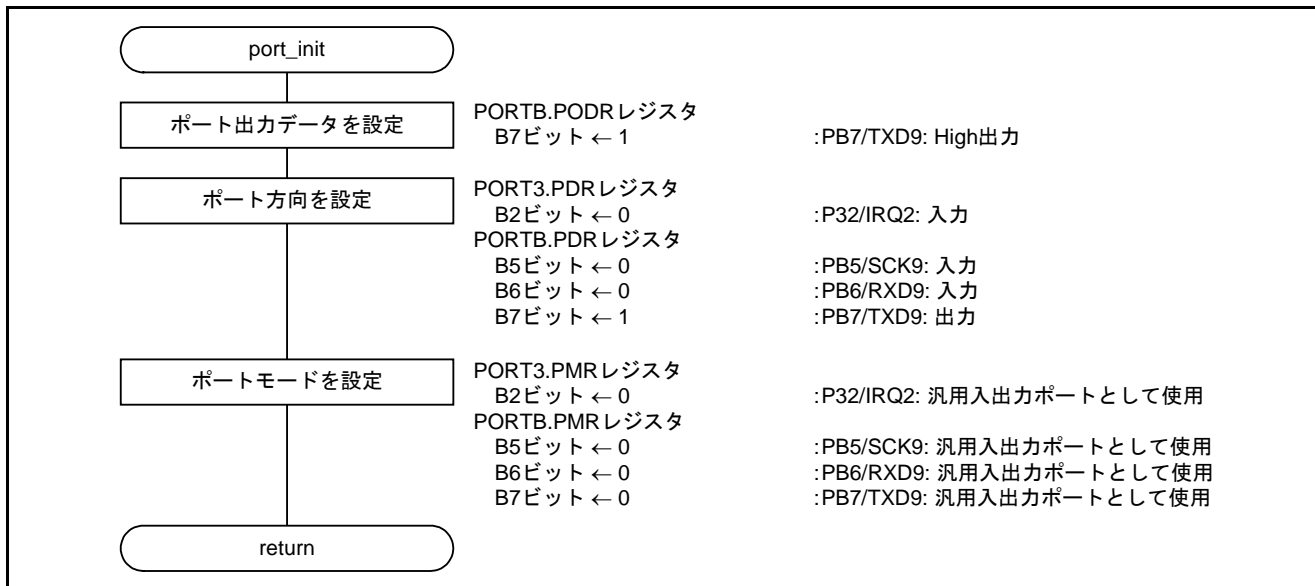 port_init
ポート出力データを設定
PORTB.PODRレジスタ
B7ビット ← 1 :PB7/TXD9: High出力
ポート方向を設定
PORT3.PDRレジスタ
B2ビット ← 0 :P32/IRQ2: 入力
PORTB.PDRレジスタ
B5ビット ← 0 :PB5/SCK9: 入力
B6ビット ← 0 :PB6/RXD9: 入力
B7ビット ← 1 :PB7/TXD9: 出力
ポートモードを設定
PORT3.PMRレジスタ
B2ビット ← 0 :P32/IRQ2: 汎用入出力ポートとして使用
PORTB.PMRレジスタ
B5ビット ← 0 :PB5/SCK9: 汎用入出力ポートとして使用
B6ビット ← 0 :PB6/RXD9: 汎用入出力ポートとして使用
B7ビット ← 0 :PB7/TXD9: 汎用入出力ポートとして使用
return